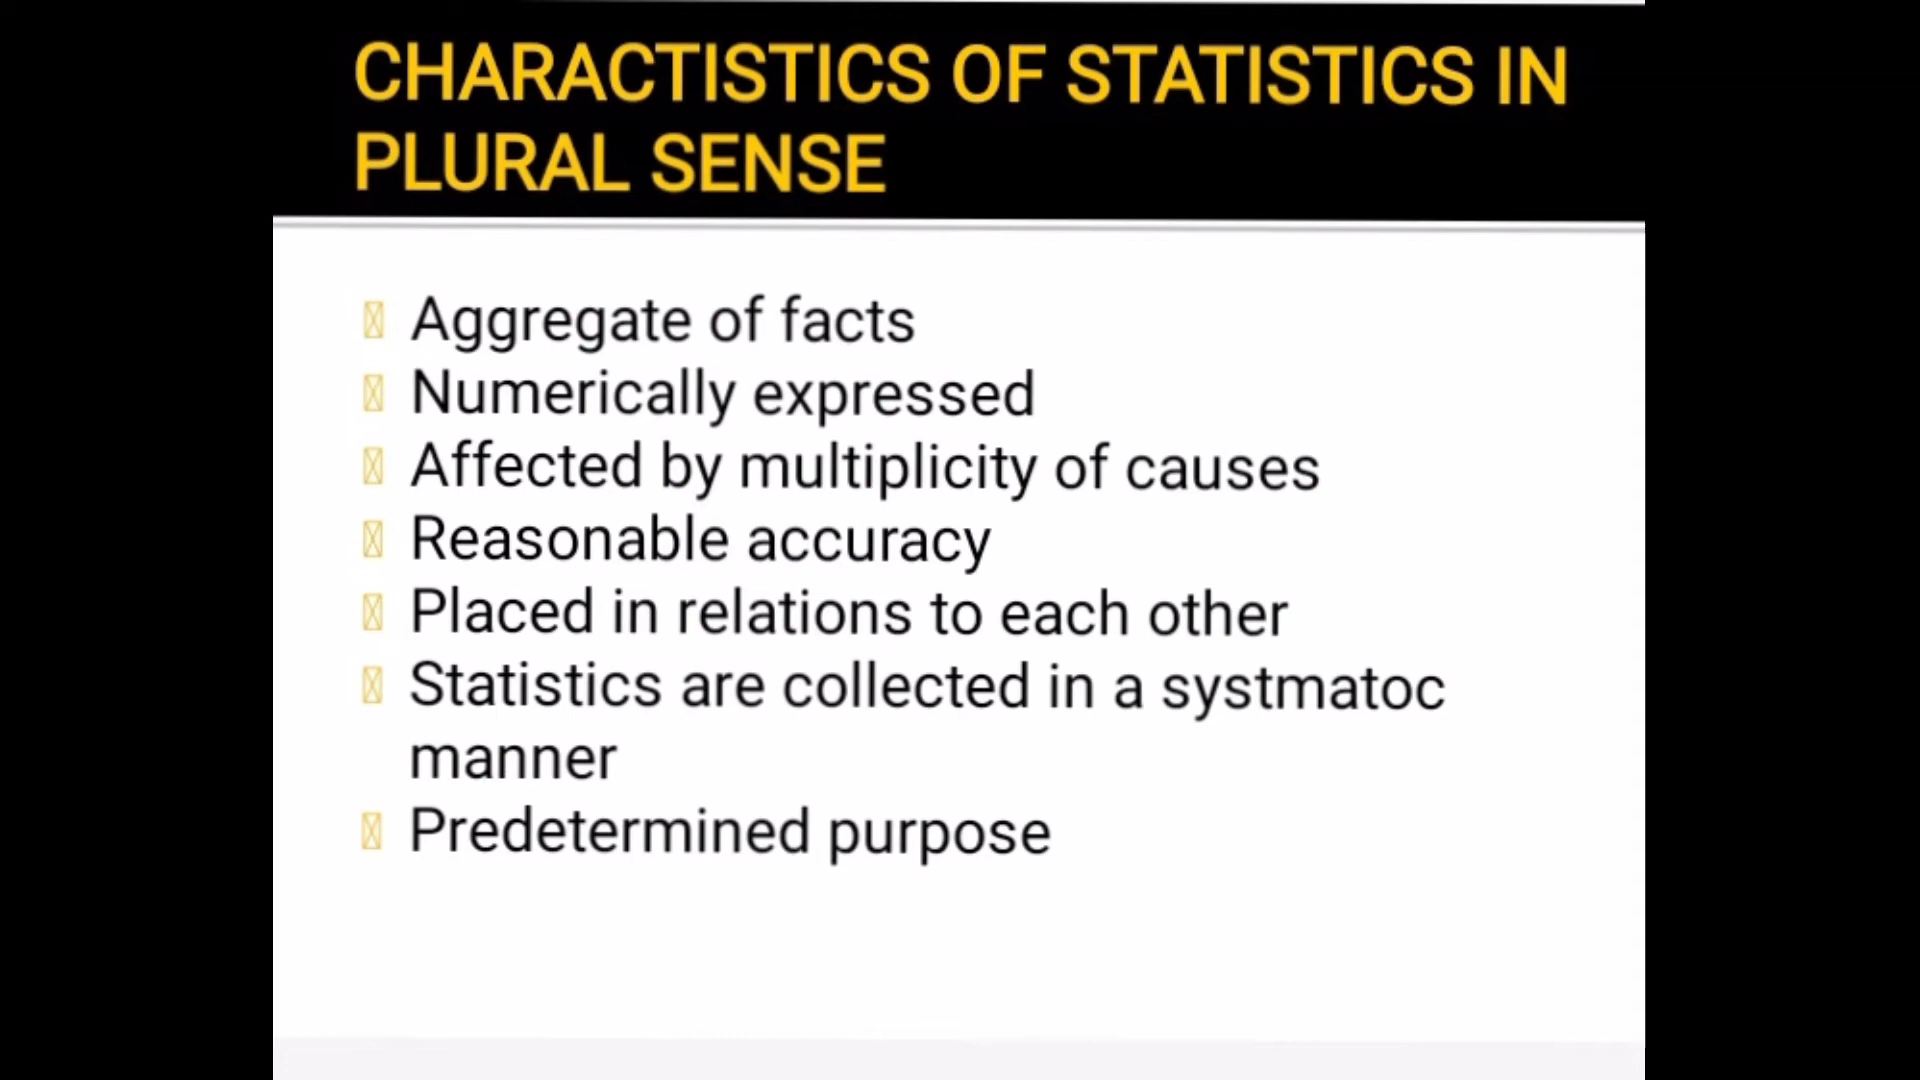 CHARACTISTICS OF STATISTICS IN
PLURAL SENSE
Aggregate of facts
Numerically expressed
Affected by multiplicity of causes
Reasonable accuracy
Placed in relations to each other
Statistics are collected in a systmatoc
manner
Predetermined purpose